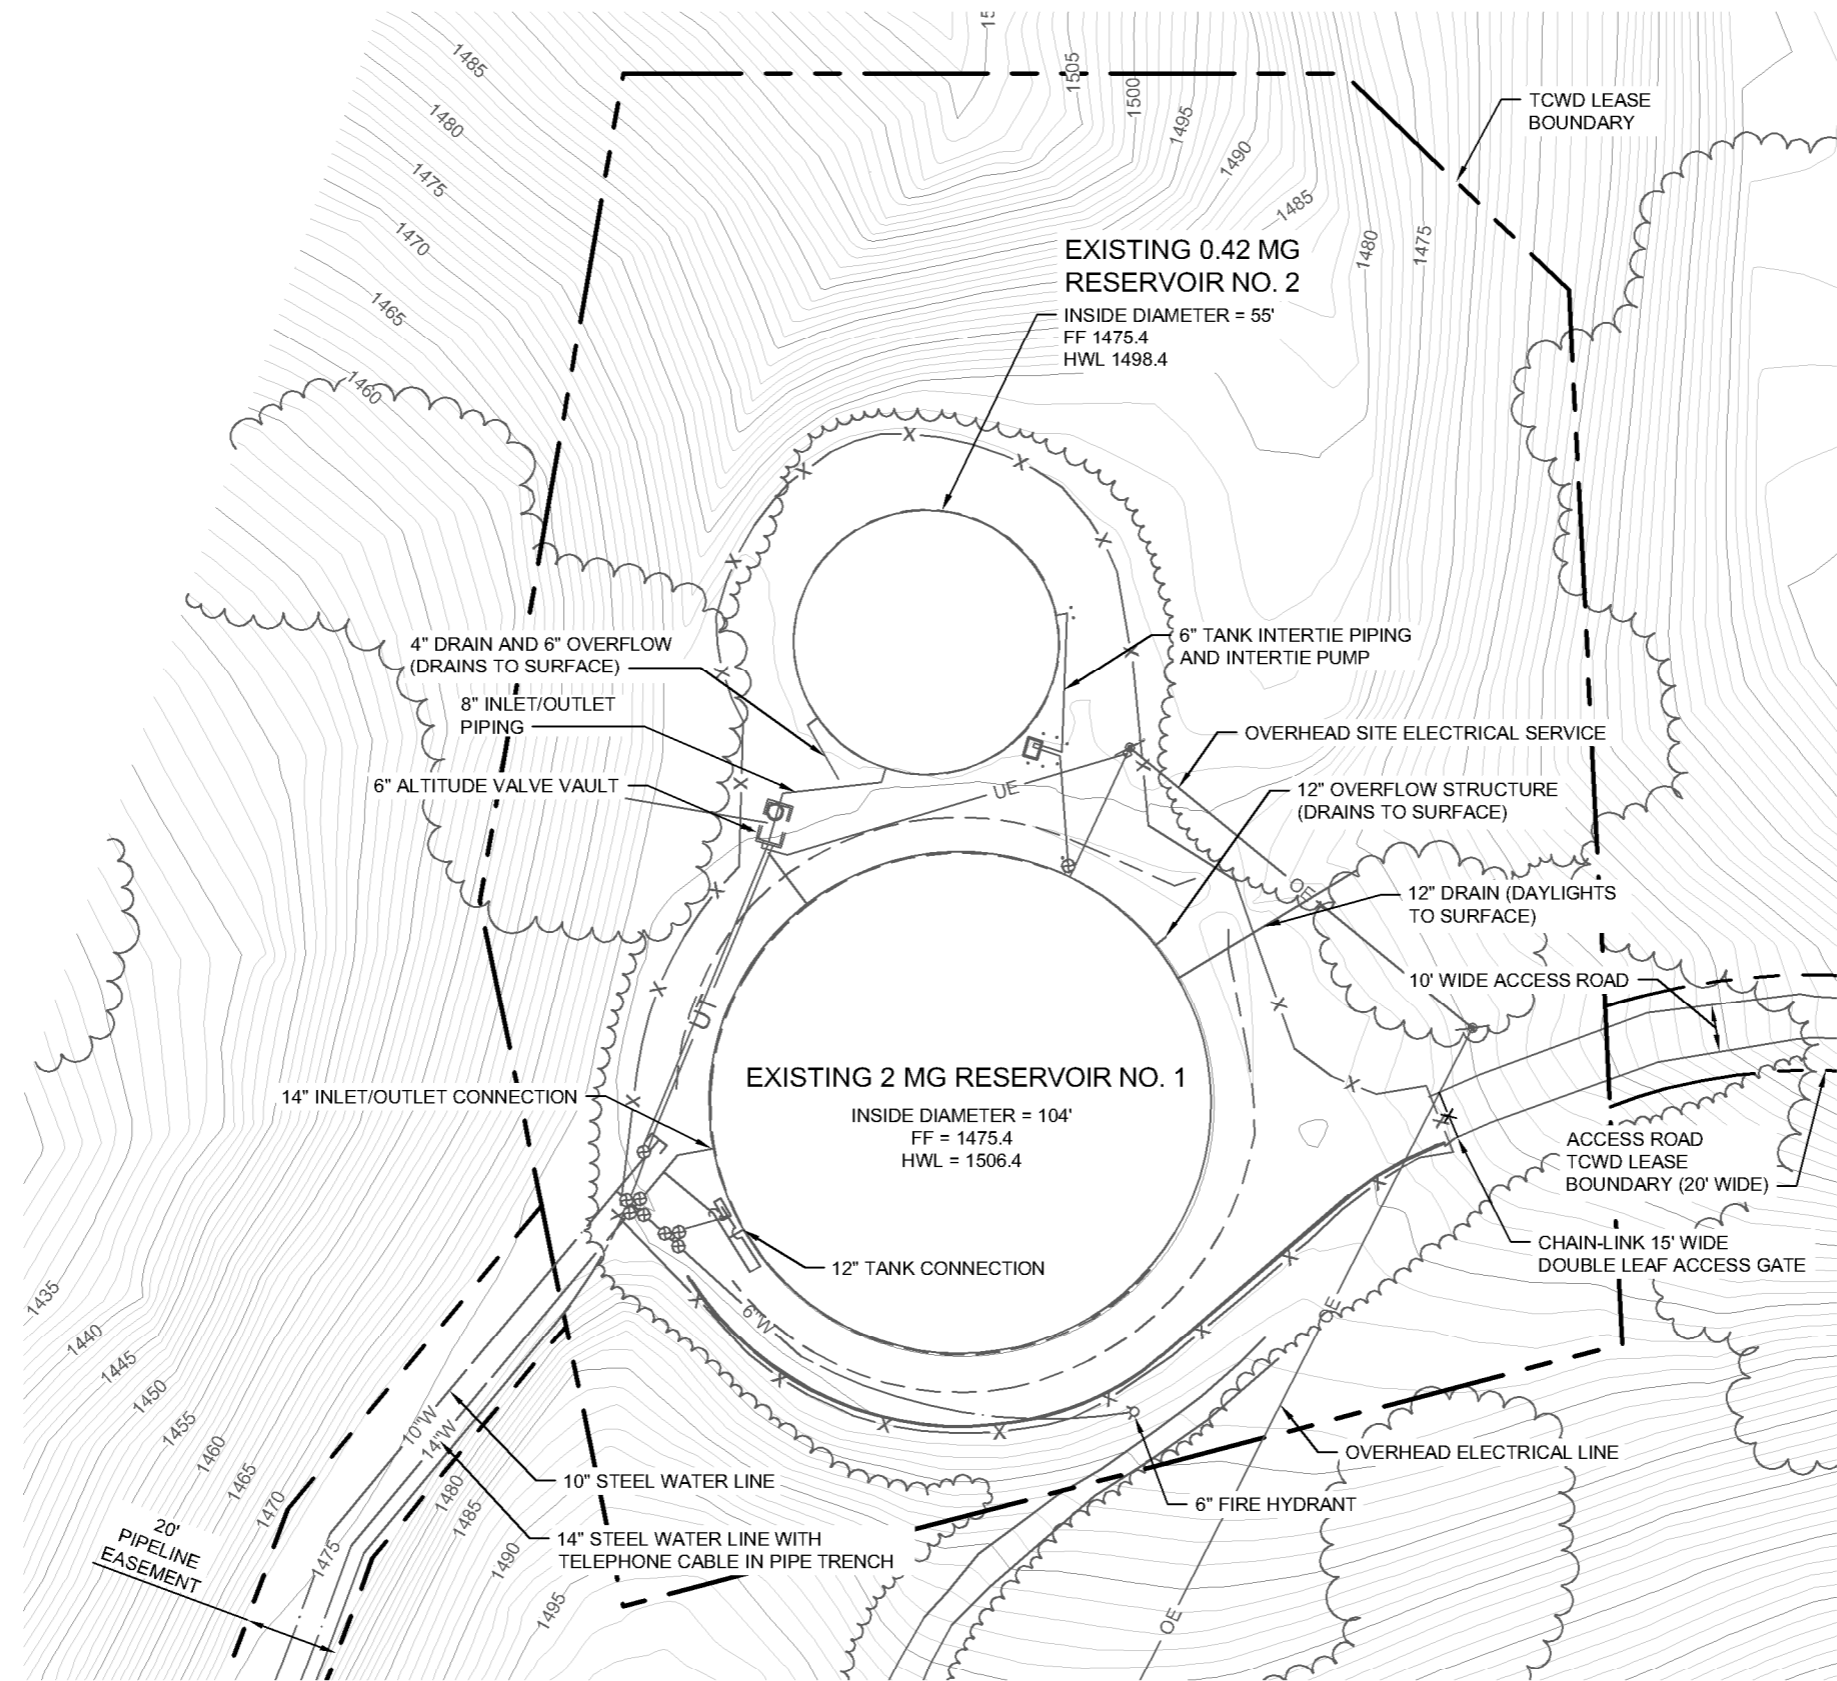 15
1485
1505
1500
1480
1495
1490
TCWD LEASE
BOUNDARY
1475
1485
1470
1480
1475
EXISTING 0.42 MG
RESERVOIR NO. 2
INSIDE DIAMETER = 55'
FF 1475.4
HWL 1498.4
1465
1460
X
X
X
X
X
4" DRAIN AND 6" OVERFLOW
(DRAINS TO SURFACE)
6" TANK INTERTIE PIPING
AND INTERTIE PUMP
X
X
8" INLET/OUTLET
PIPING
OVERHEAD SITE ELECTRICAL SERVICE
X
X
6" ALTITUDE VALVE VAULT
UE
12" OVERFLOW STRUCTURE
(DRAINS TO SURFACE)
X
OE
12" DRAIN (DAYLIGHTS
TO SURFACE)
X
10' WIDE ACCESS ROAD
UT
X
EXISTING 2 MG RESERVOIR NO. 1
INSIDE DIAMETER = 104'
FF = 1475.4
HWL = 1506.4
14" INLET/OUTLET CONNECTION
X
X
X
X
ACCESS ROAD
TCWD LEASE
BOUNDARY (20' WIDE)
X
X
CHAIN-LINK 15' WIDE
DOUBLE LEAF ACCESS GATE
12" TANK CONNECTION
X
X
6"W
OE
X
X
X
X
X
1435
1440
1445
1450
1455
1460
1465
1470
1475
10"W
14"W
1480
1485
1490
1495
10" STEEL WATER LINE
OVERHEAD ELECTRICAL LINE
6" FIRE HYDRANT
14" STEEL WATER LINE WITH
TELEPHONE CABLE IN PIPE TRENCH
20'
PIPELINE
EASEMENT
OE